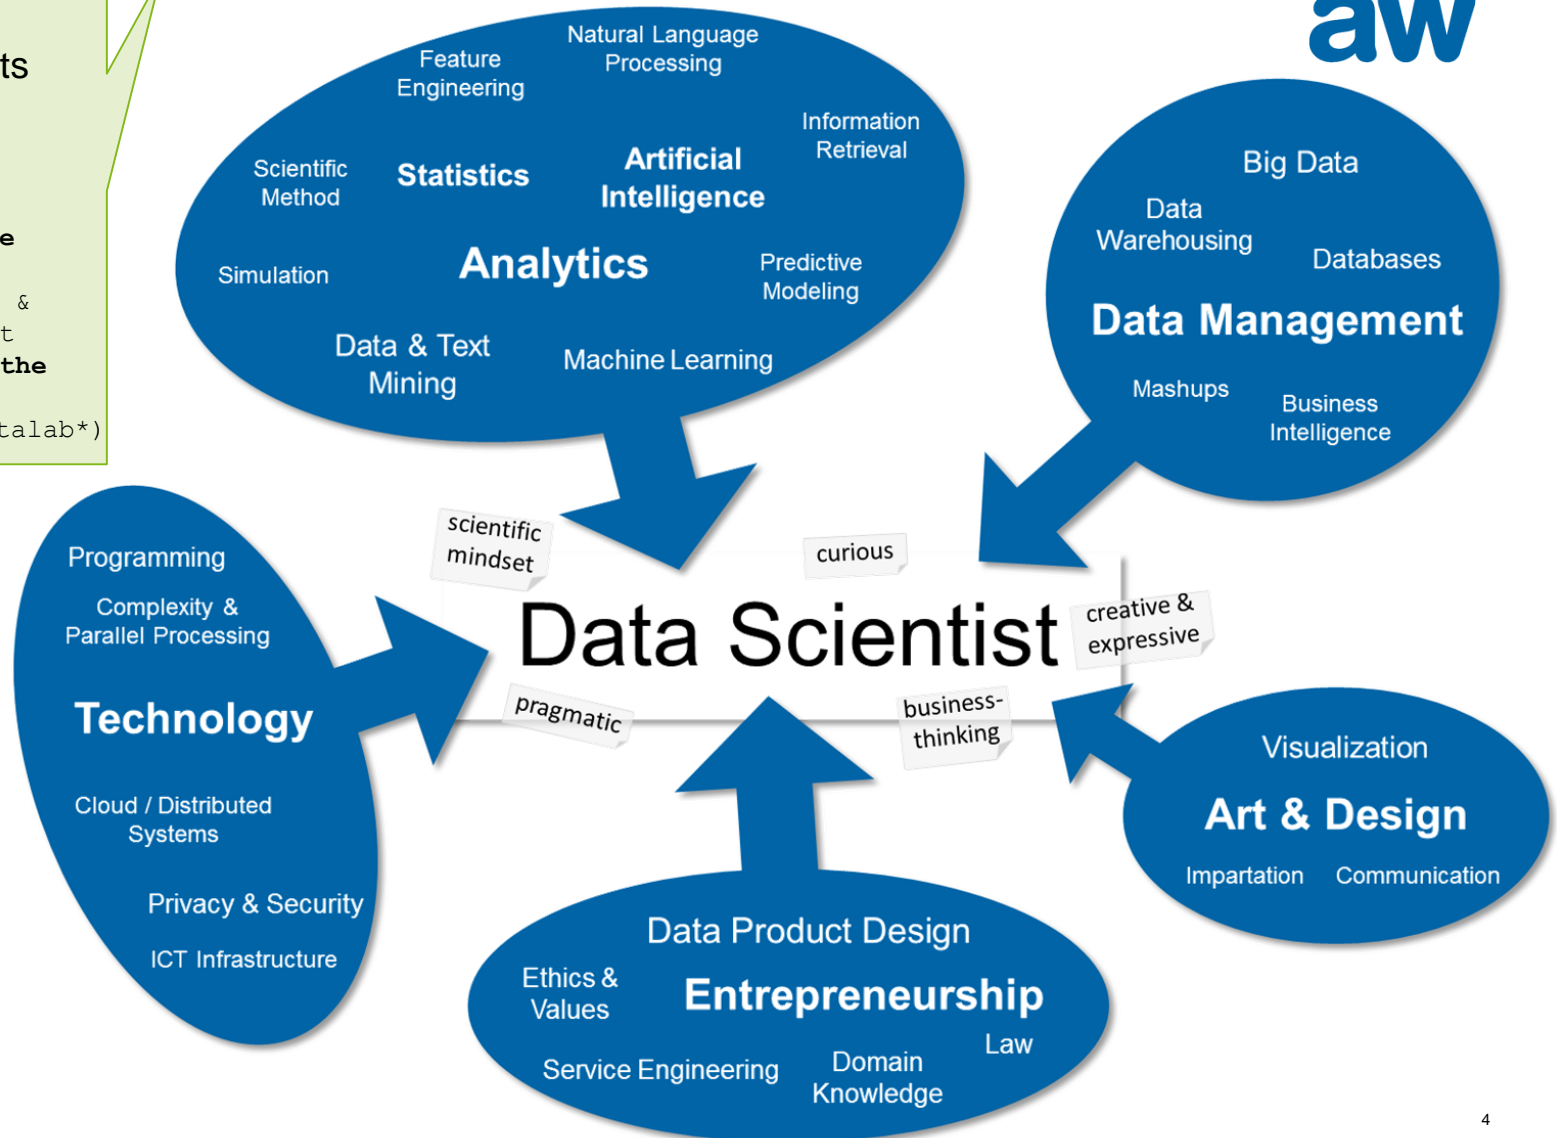 aw
ts
e
&
t
the
talab*)
Natural Language
Processing
Feature
Engineering
Information
Retrieval
Scientific
Method
Statistics
Artificial
Intelligence
Simulation
Analytics
Predictive
Modeling
Data & Text
Mining
Machine Learning
Big Data
Data
Warehousing
Databases
Data Management
Mashups
Business
Intelligence
scientific
mindset
curious
Data Scientist
creative &
expressive
pragmatic
business-
thinking
Programming
Complexity &
Parallel Processing
Technology
Cloud / Distributed
Systems
Privacy & Security
ICT Infrastructure
Visualization
Art & Design
Impartation Communication
Data Product Design
Ethics &
Values
Entrepreneurship
Law
Service Engineering
Domain
Knowledge
4